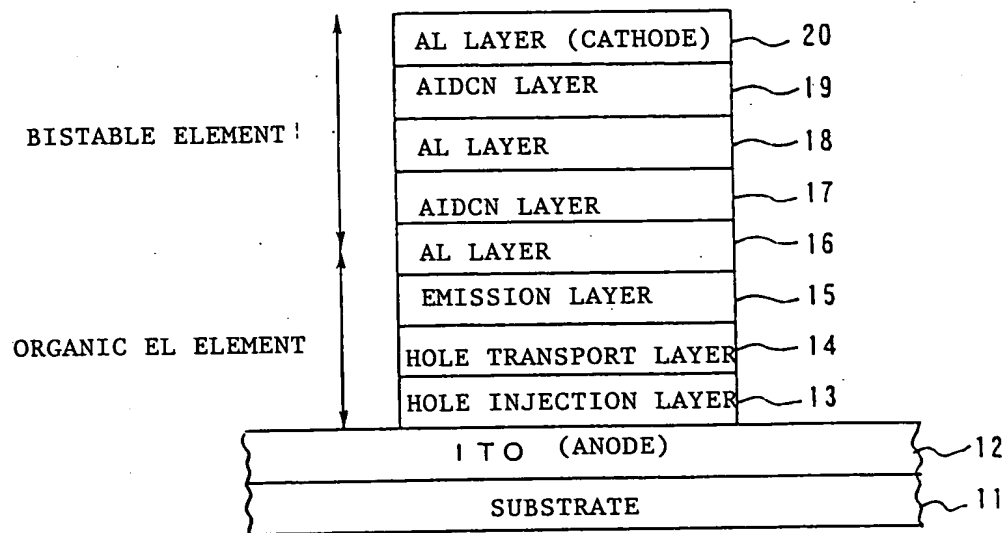 AL LAYER (CATHODE) 20
AIDCN LAYER 19
BISTABLE ELEMENT
AL LAYER 18
AIDCN LAYER 17
AL LAYER 16
EMISSION LAYER 15
ORGANIC EL ELEMENT
HOLE TRANSPORT LAYER 14
HOLE INJECTION LAYER 13
ITO (ANODE) 12
SUBSTRATE 11